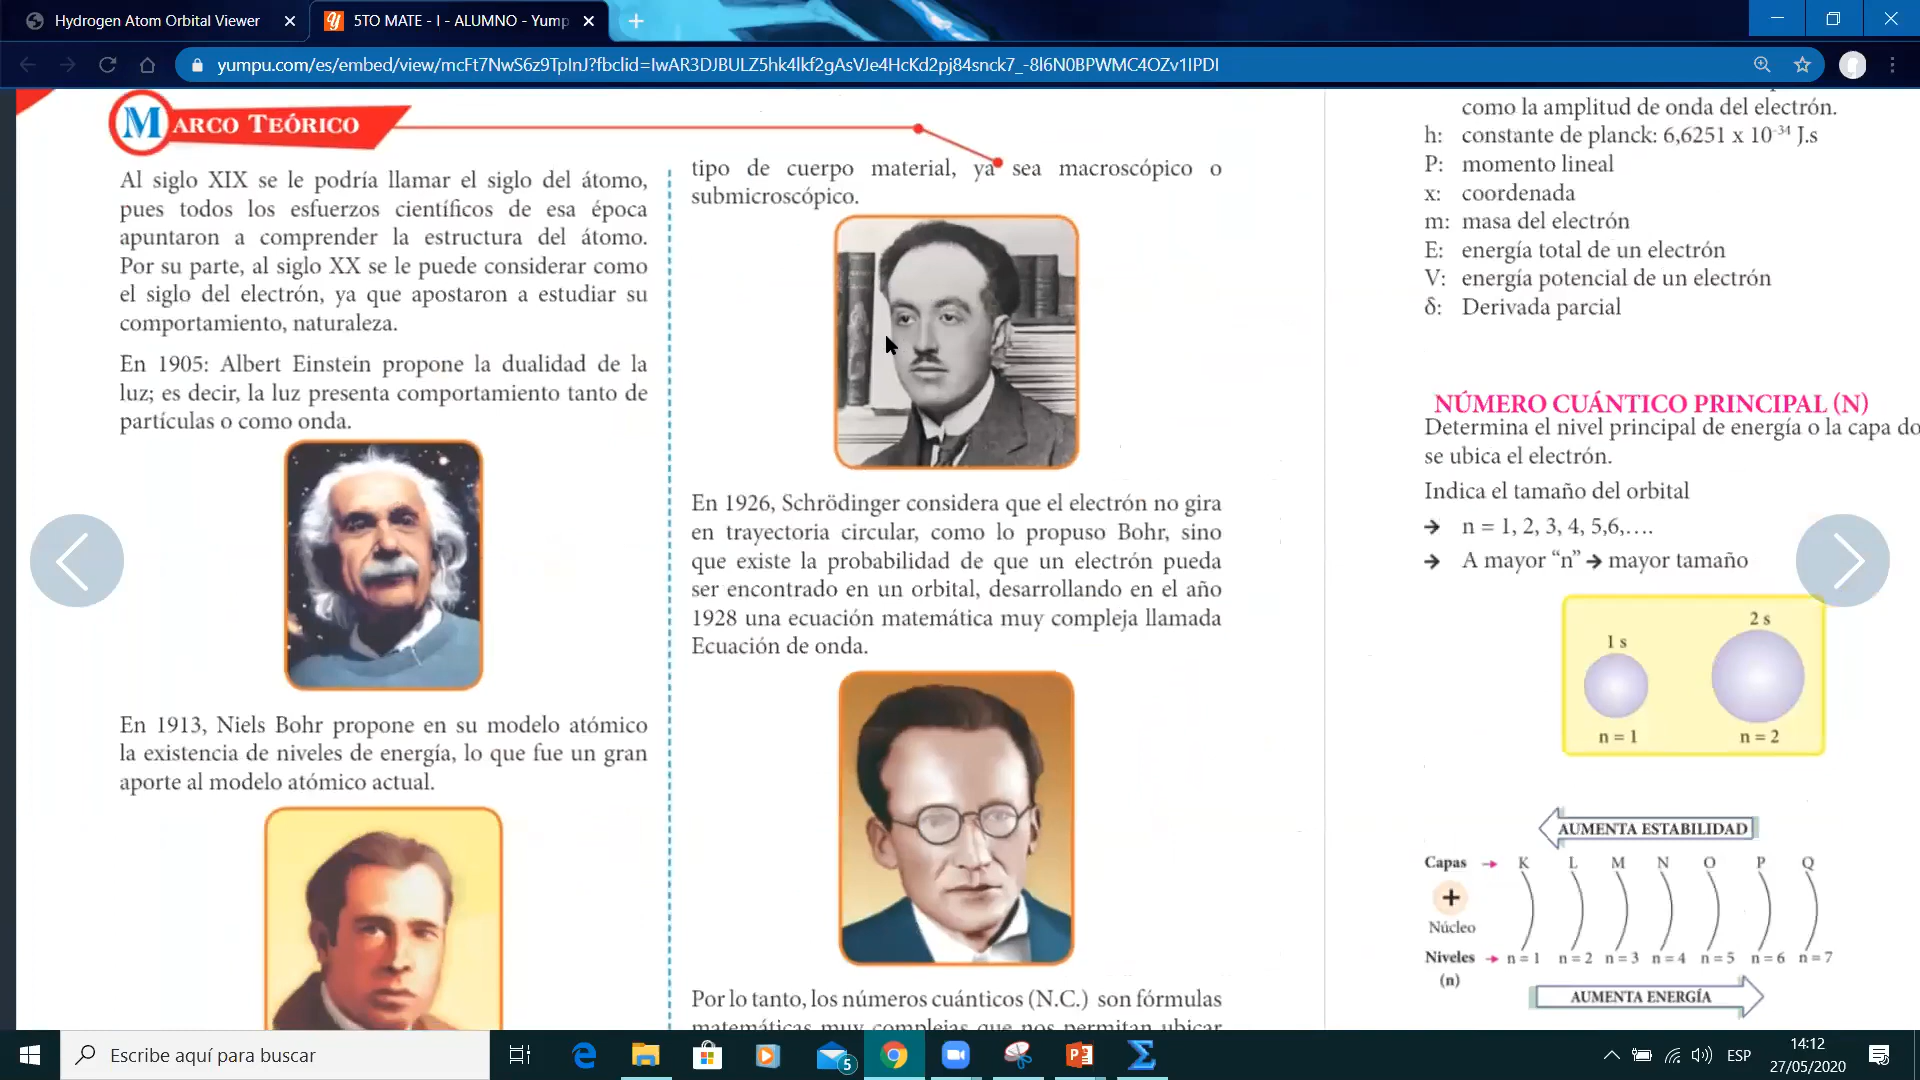 Hydrogen Atom Orbital Viewer
5TO MATE - I - ALUMNO - Yump
yumpu.com/es/embed/view/mcFt7NwS6z9TpInJ?fbclid=IwAR3DJBULZ5hk4lkf2gAsVJe4HcKd2pj84snck7_-8l6N0BPWMC4OZv1IPDI
MARCO TEÓRICO
Al siglo XIX se le podría llamar el siglo del átomo,
pues todos los esfuerzos científicos de esa época
apuntaron a comprender la estructura del átomo.
Por su parte, al siglo XX se le puede considerar como
el siglo del electrón, ya que apostaron a estudiar su
comportamiento, naturaleza.
En 1905: Albert Einstein propone la dualidad de la
luz; es decir, la luz presenta comportamiento tanto de
partículas o como onda.
En 1913, Niels Bohr propone en su modelo atómico
la existencia de niveles de energía, lo que fue un gran
aporte al modelo atómico actual.
tipo de cuerpo material, ya sea macroscópico o
submicroscópico.
En 1926, Schrödinger considera que el electrón no gira
en trayectoria circular, como lo propuso Bohr, sino
que existe la probabilidad de que un electrón pueda
ser encontrado en un orbital, desarrollando en el año
1928 una ecuación matemática muy compleja llamada
Ecuación de onda.
Por lo tanto, los números cuánticos (N.C.) son fórmulas
matemáticas muy complejas que nos permitan ubicar
como la amplitud de onda del electrón.
h: constante de planck: 6,6251 x 10⁻³⁴ J.s
P: momento lineal
x: coordenada
m: masa del electrón
E: energía total de un electrón
V: energía potencial de un electrón
δ: Derivada parcial
NÚMERO CUÁNTICO PRINCIPAL (N)
Determina el nivel principal de energía o la capa do
se ubica el electrón.
Indica el tamaño del orbital
→ n = 1, 2, 3, 4, 5,6,….
→ A mayor “n” → mayor tamaño
1 s 2 s
n = 1 n = 2
AUMENTA ESTABILIDAD
Capas → K L M N O P Q
+
Núcleo
Niveles → n = 1 n = 2 n = 3 n = 4 n = 5 n = 6 n = 7
(n)
AUMENTA ENERGÍA
Escribe aquí para buscar
5
ESP
14:12
27/05/2020